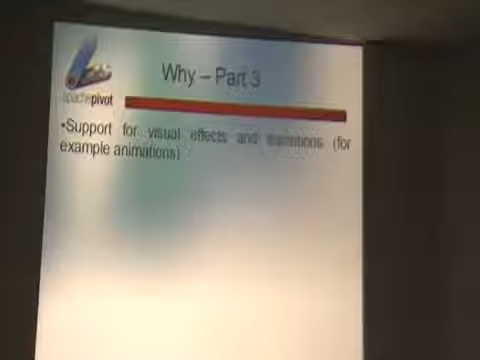 Why – Part 3
apachepivot
•Support for visual effects and transitions (for
example animations)